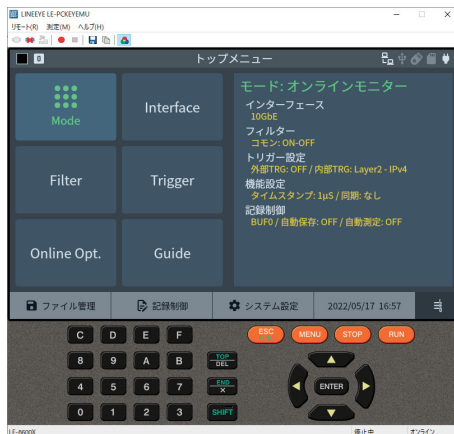 LINEEYE LE-PCKEYEMU
リモート(R) 測定(M) ヘルプ(H)
0 トップメニュー
Mode
Interface
Filter
Trigger
Online Opt.
Guide
モード: オンラインモニター
インターフェース
10GbE
フィルター
コモン: ON-OFF
トリガー設定
外部TRG: OFF / 内部TRG: Layer2 - IPv4
機能設定
タイムスタンプ: 1μS / 同期: なし
記録制御
BUF0 / 自動保存: OFF / 自動測定: OFF
ファイル管理 記録制御 システム設定 2022/05/17 16:57
C D E F ESC MENU STOP RUN
8 9 A B TOP DEL
4 5 6 7 END × ENTER
0 1 2 3 SHIFT
LE-8600X 停止中 オンライン